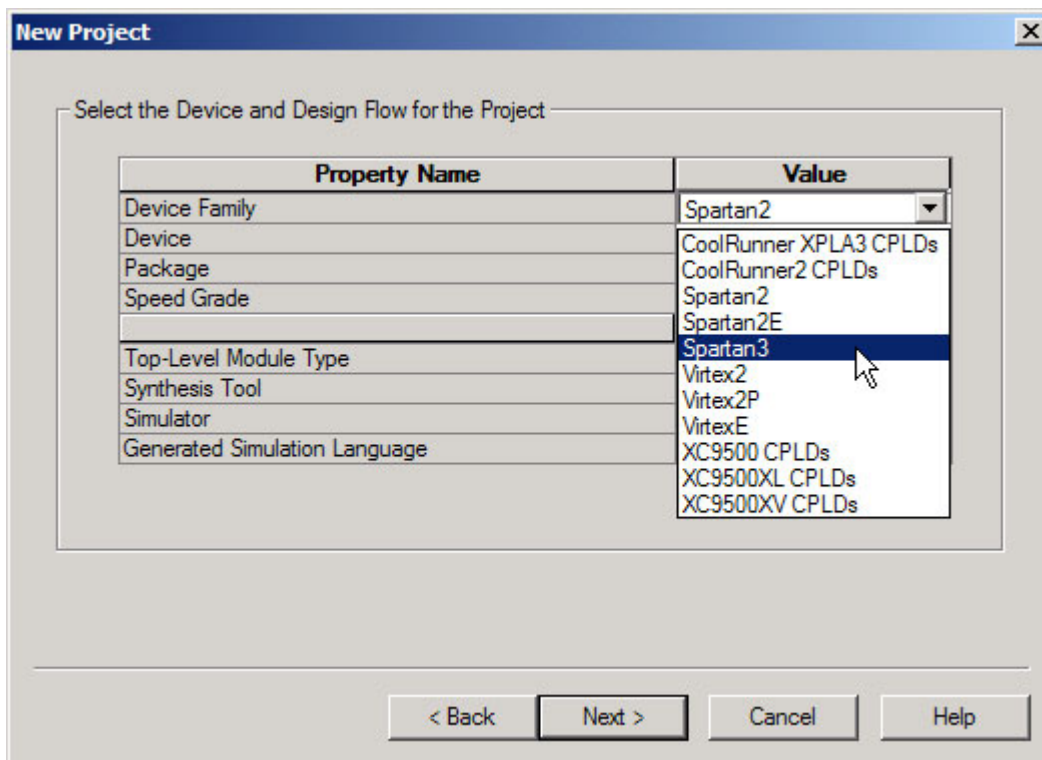 New Project
Select the Device and Design Flow for the Project
Property Name Value
Device Family Spartan2
Device
Package
Speed Grade
Top-Level Module Type
Synthesis Tool
Simulator
Generated Simulation Language
CoolRunner XPLA3 CPLDs
CoolRunner2 CPLDs
Spartan2
Spartan2E
Spartan3
Virtex2
Virtex2P
VirtexE
XC9500 CPLDs
XC9500XL CPLDs
XC9500XV CPLDs
< Back Next > Cancel Help